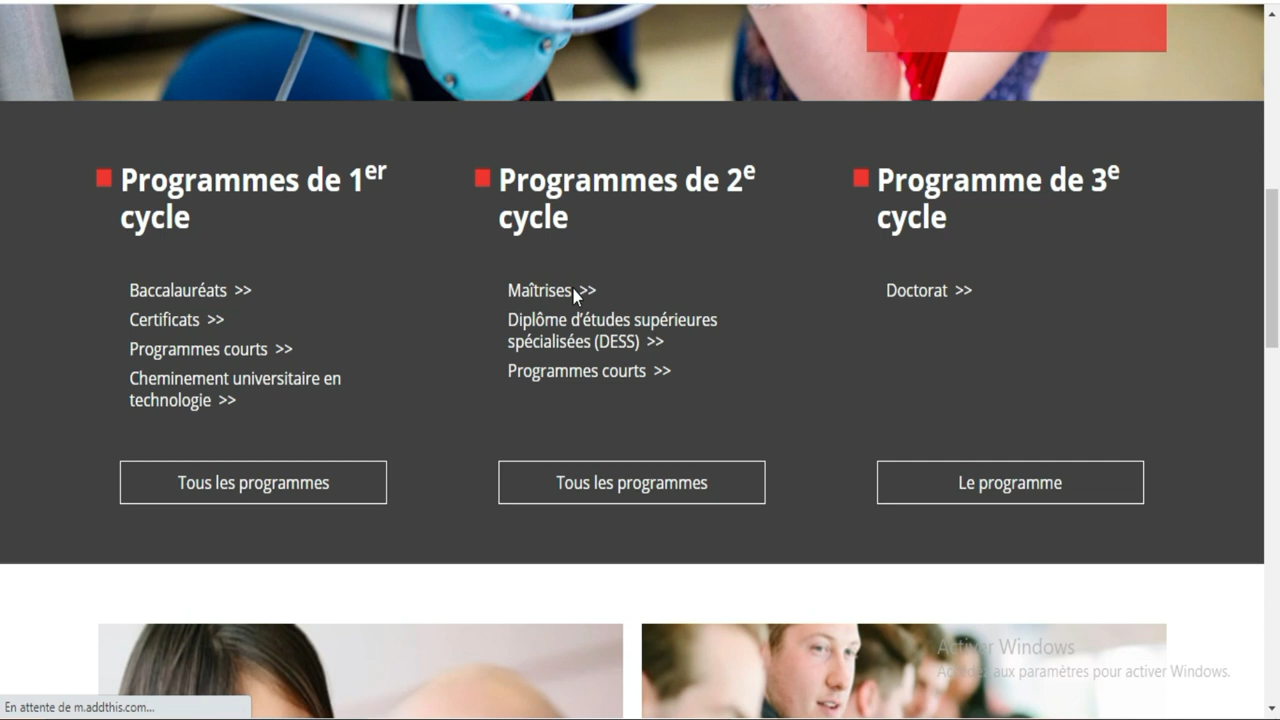 Programmes de 1er
cycle
Baccalauréats >>
Certificats >>
Programmes courts >>
Cheminement universitaire en
technologie >>
Tous les programmes
Programmes de 2e
cycle
Maîtrises >>
Diplôme d'études supérieures
spécialisées (DESS) >>
Programmes courts >>
Tous les programmes
Programme de 3e
cycle
Doctorat >>
Le programme
Activer Windows
Accédez aux paramètres pour activer Windows.
En attente de m.addthis.com...